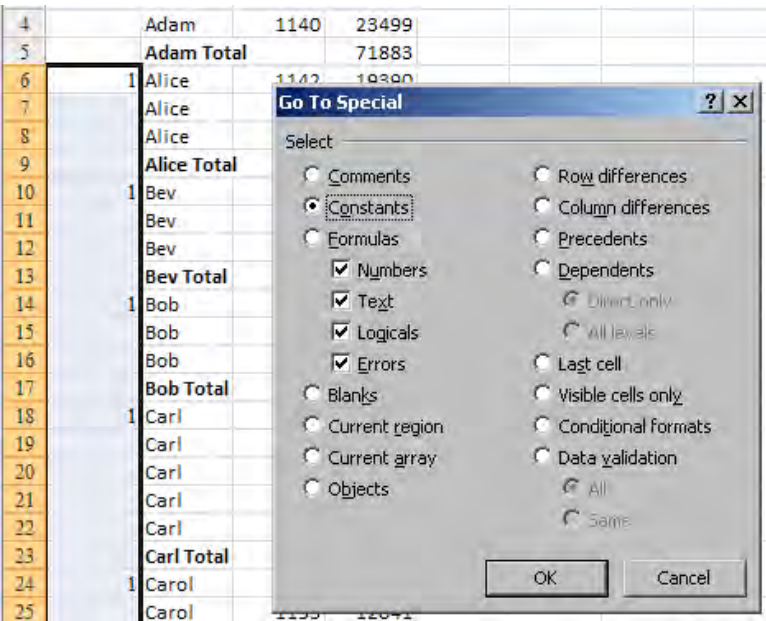 4 Adam 1140 23499
5 Adam Total 71883
6 1 Alice 1142 19390
Go To Special
7 Alice
8 Alice
Select
9 Alice Total
Comments Row differences
10 1 Bev
Constants Column differences
11 Bev
Formulas Precedents
12 Bev
Numbers Dependents
13 Bev Total
Text Direct only
14 1 Bob
Logicals All levels
15 Bob
Errors Last cell
16 Bob
Blanks Visible cells only
17 Bob Total
Current region Conditional formats
18 1 Carl
Current array Data validation
19 Carl
Objects All
20 Carl
Same
21 Carl
22 Carl
23 Carl Total
OK Cancel
24 1 Carol
25 Carol